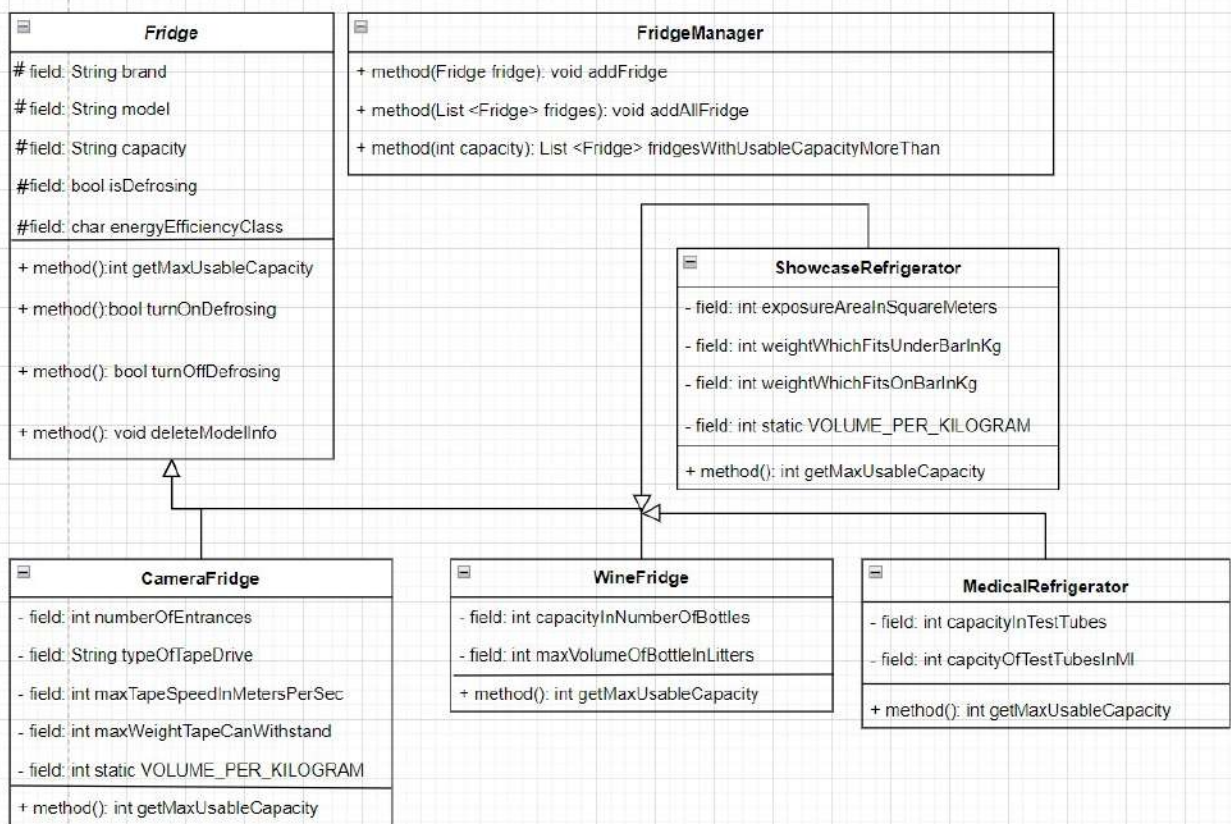 Fridge
# field: String brand
# field: String model
#field: String capacity
#field: bool isDefrosing
#field: char energyEfficiencyClass
+ method():int getMaxUsableCapacity
+ method():bool turnOnDefrosing
+ method(): bool turnOffDefrosing
+ method(): void deleteModelInfo
FridgeManager
+ method(Fridge fridge): void addFridge
+ method(List <Fridge> fridges): void addAllFridge
+ method(int capacity): List <Fridge> fridgesWithUsableCapacityMoreThan
ShowcaseRefrigerator
- field: int exposureAreaInSquareMeters
- field: int weightWhichFitsUnderBarInKg
- field: int weightWhichFitsOnBarInKg
- field: int static VOLUME_PER_KILOGRAM
+ method(): int getMaxUsableCapacity
CameraFridge
- field: int numberOfEntrances
- field: String typeOfTapeDrive
- field: int maxTapeSpeedInMetersPerSec
- field: int maxWeightTapeCanWithstand
- field: int static VOLUME_PER_KILOGRAM
+ method(): int getMaxUsableCapacity
WineFridge
- field: int capacityInNumberOfBottles
- field: int maxVolumeOfBottleInLitters
+ method(): int getMaxUsableCapacity
MedicalRefrigerator
- field: int capacityInTestTubes
- field: int capcityOfTestTubesInMl
+ method(): int getMaxUsableCapacity